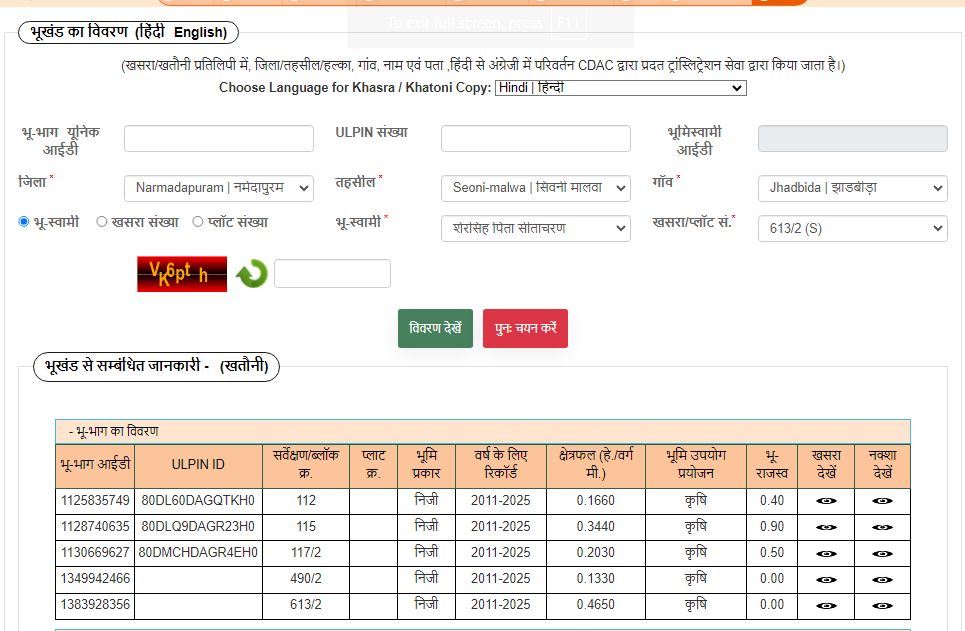 To exit full screen, press F11
भूखंड का विवरण (हिंदी English)
(खसरा/खतौनी प्रतिलिपी में, जिला/तहसील/हल्का, गांव, नाम एवं पता ,हिंदी से अंग्रेजी में परिवर्तन CDAC द्वारा प्रदत ट्रांस्लिट्रेशन सेवा द्वारा किया जाता है।)
Choose Language for Khasra / Khatoni Copy: Hindi | हिन्दी
भू-भाग यूनिक आईडी ULPIN संख्या भूमिस्वामी आईडी
जिला * Narmadapuram | नर्मदापुरम तहसील * Seoni-malwa | सिवनी मालवा गाँव * Jhadbida | झाडबीड़ा
भू-स्वामी खसरा संख्या प्लॉट संख्या भू-स्वामी * शेरसिंह पिता सीताचरण खसरा/प्लॉट सं.* 613/2 (S)
VK6pth
विवरण देखें पुनः चयन करें
भूखंड से सम्बंधित जानकारी - (खतौनी)
- भू-भाग का विवरण
भू-भाग आईडी ULPIN ID सर्वेक्षण/ब्लॉक क्र. प्लाट क्र. भूमि प्रकार वर्ष के लिए रिकॉर्ड क्षेत्रफल (हे./वर्ग मी.) भूमि उपयोग प्रयोजन भू-राजस्व खसरा देखें नक्शा देखें
1125835749 80DL60DAGQTKH0 112 निजी 2011-2025 0.1660 कृषि 0.40
1128740635 80DLQ9DAGR23H0 115 निजी 2011-2025 0.3440 कृषि 0.90
1130669627 80DMCHDAGR4EH0 117/2 निजी 2011-2025 0.2030 कृषि 0.50
1349942466 490/2 निजी 2011-2025 0.1330 कृषि 0.00
1383928356 613/2 निजी 2011-2025 0.4650 कृषि 0.00